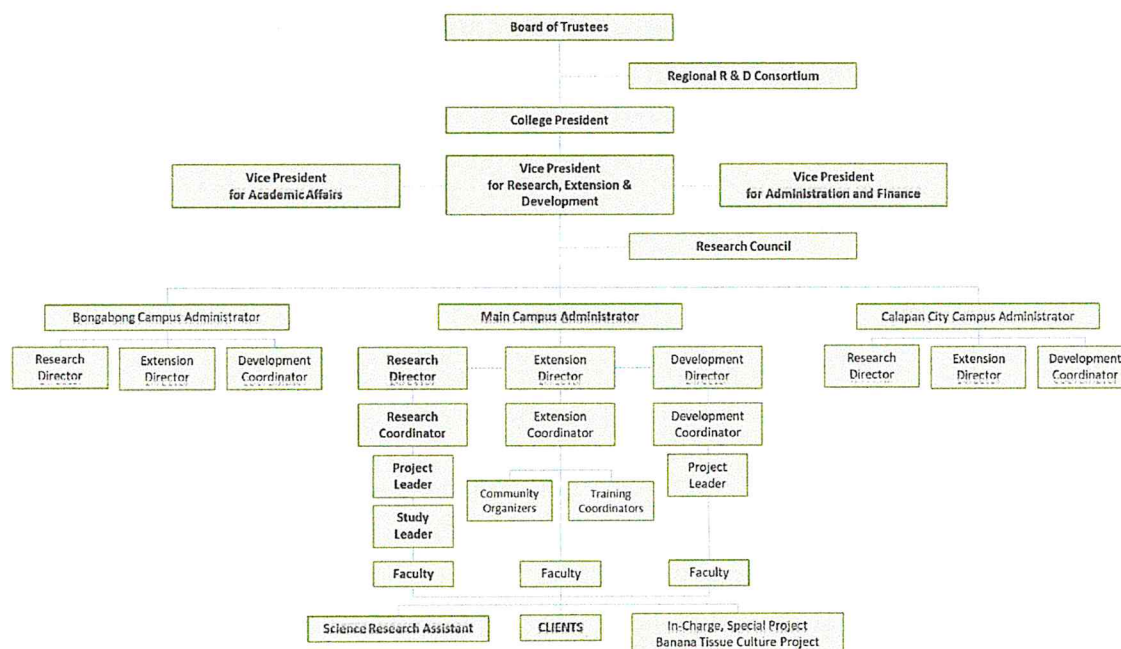 Board of Trustees
Regional R & D Consortium
College President
Vice President
for Academic Affairs
Vice President
for Research, Extension &
Development
Vice President
for Administration and Finance
Research Council
Bongabong Campus Administrator
Main Campus Administrator
Calapan City Campus Administrator
Research
Director
Extension
Director
Development
Coordinator
Research
Director
Extension
Director
Development
Director
Research
Director
Extension
Director
Development
Coordinator
Research
Coordinator
Extension
Coordinator
Development
Coordinator
Project
Leader
Community
Organizers
Training
Coordinators
Project
Leader
Study
Leader
Faculty
Faculty
Faculty
Science Research Assistant
CLIENTS
In-Charge, Special Project
Banana Tissue Culture Project